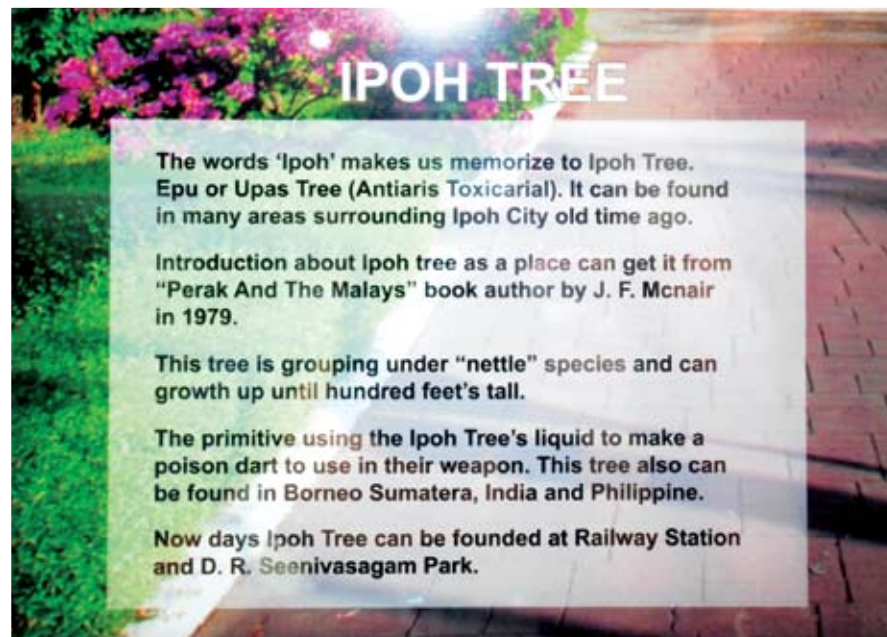 IPOH TREE
The words ‘Ipoh’ makes us memorize to Ipoh Tree.
Epu or Upas Tree (Antiaris Toxicarial). It can be found
in many areas surrounding Ipoh City old time ago.
Introduction about Ipoh tree as a place can get it from
“Perak And The Malays” book author by J. F. Mcnair
in 1979.
This tree is grouping under “nettle” species and can
growth up until hundred feet’s tall.
The primitive using the Ipoh Tree’s liquid to make a
poison dart to use in their weapon. This tree also can
be found in Borneo Sumatera, India and Philippine.
Now days Ipoh Tree can be founded at Railway Station
and D. R. Seenivasagam Park.